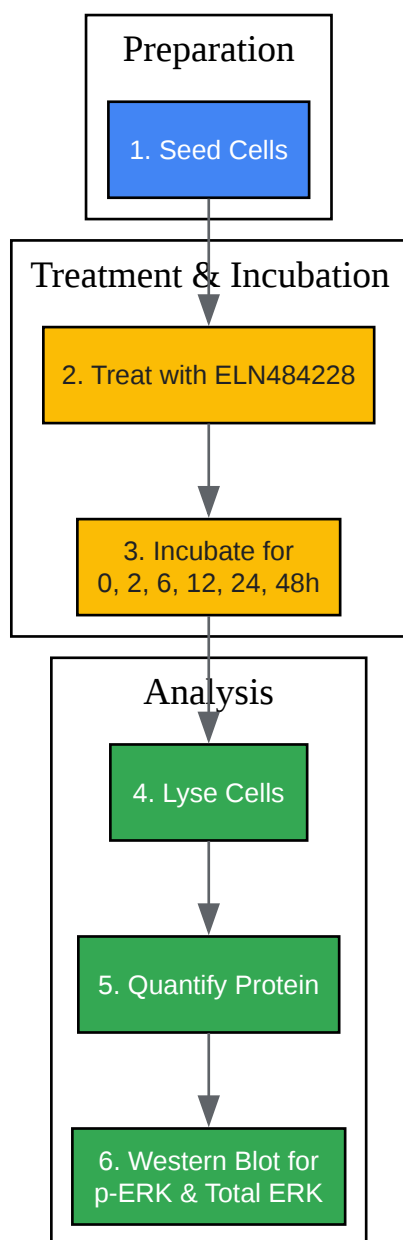 Preparation
1. Seed Cells
Treatment & Incubation
2. Treat with ELN484228
3. Incubate for
0, 2, 6, 12, 24, 48h
Analysis
4. Lyse Cells
5. Quantify Protein
6. Western Blot for
p-ERK & Total ERK